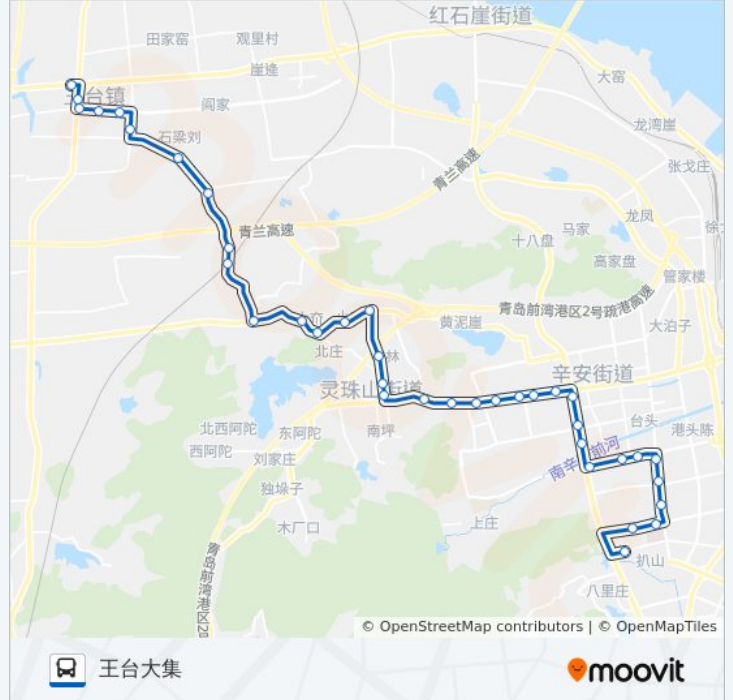 红石崖街道
田家窑
观里村
崖逄
大窑
王台镇
阎家
石梁刘
龙湾崖
张戈庄
青兰高速
龙凤
徐
青兰高速
马家
十八盘
高家盘
管家楼
青岛前湾港区2号疏港高速
大泊子
黄泥崖
北庄
林
辛安街道
灵珠山街道
台头
港头陈
北西阿陀
东阿陀
南坪
西阿陀
刘家庄
南辛 前河
独垛子
木厂口
上庄
青岛前湾港区2
扒山
八里庄
© OpenStreetMap contributors | © OpenMapTiles
王台大集
moovit